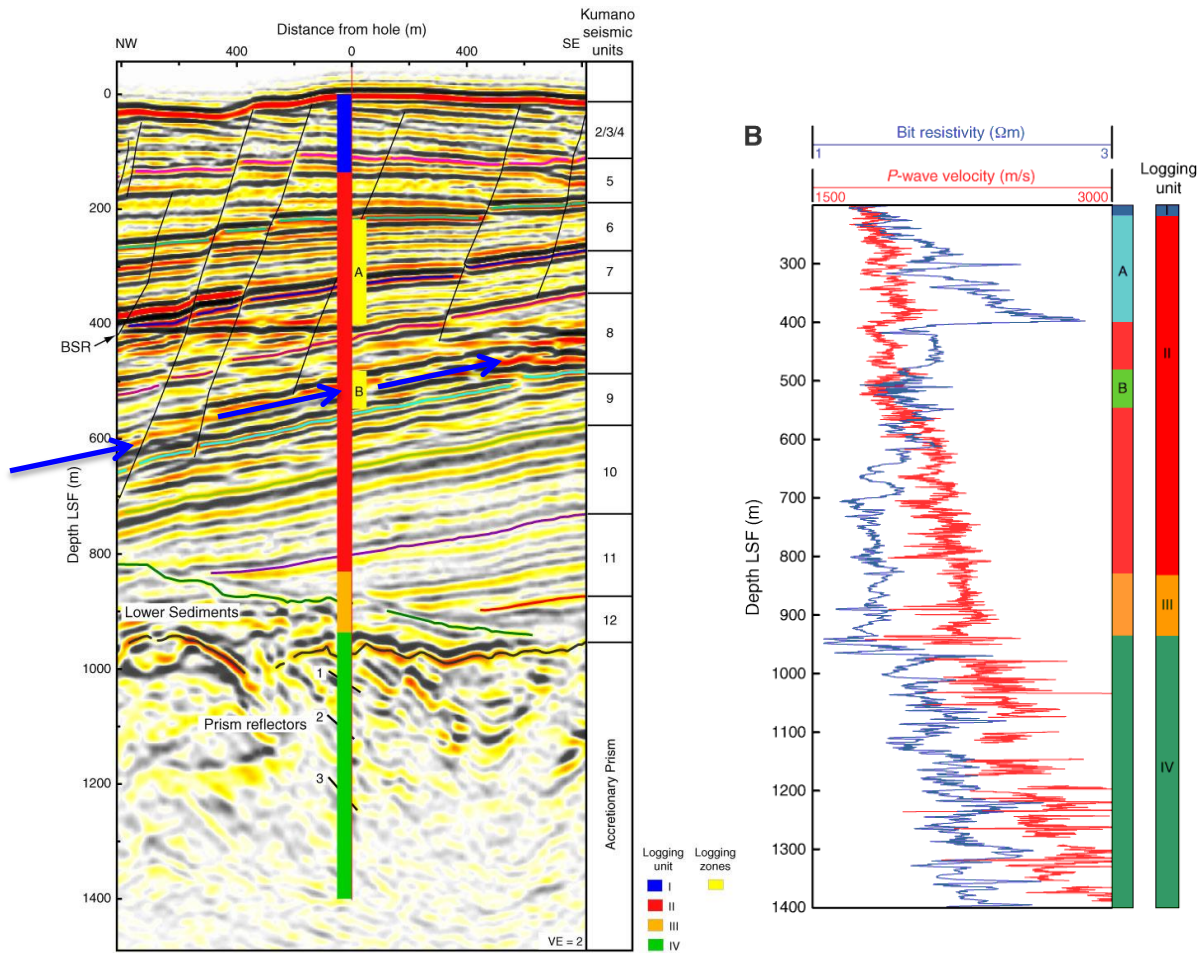 Distance from hole (m)
NW
400
0
400
SE
Kumano
seismic
units
0
200
400
600
800
1000
1200
1400
Depth LSF (m)
BSR
A
B
Lower Sediments
Prism reflectors
1
2
3
VE = 2
2/3/4
5
6
7
8
9
10
11
12
Accretionary Prism
Logging
unit
I
II
III
IV
Logging
zones
B
Bit resistivity (Ωm)
1
3
P-wave velocity (m/s)
1500
3000
Logging
unit
300
400
500
600
700
800
900
1000
1100
1200
1300
1400
Depth LSF (m)
A
B
I
II
III
IV